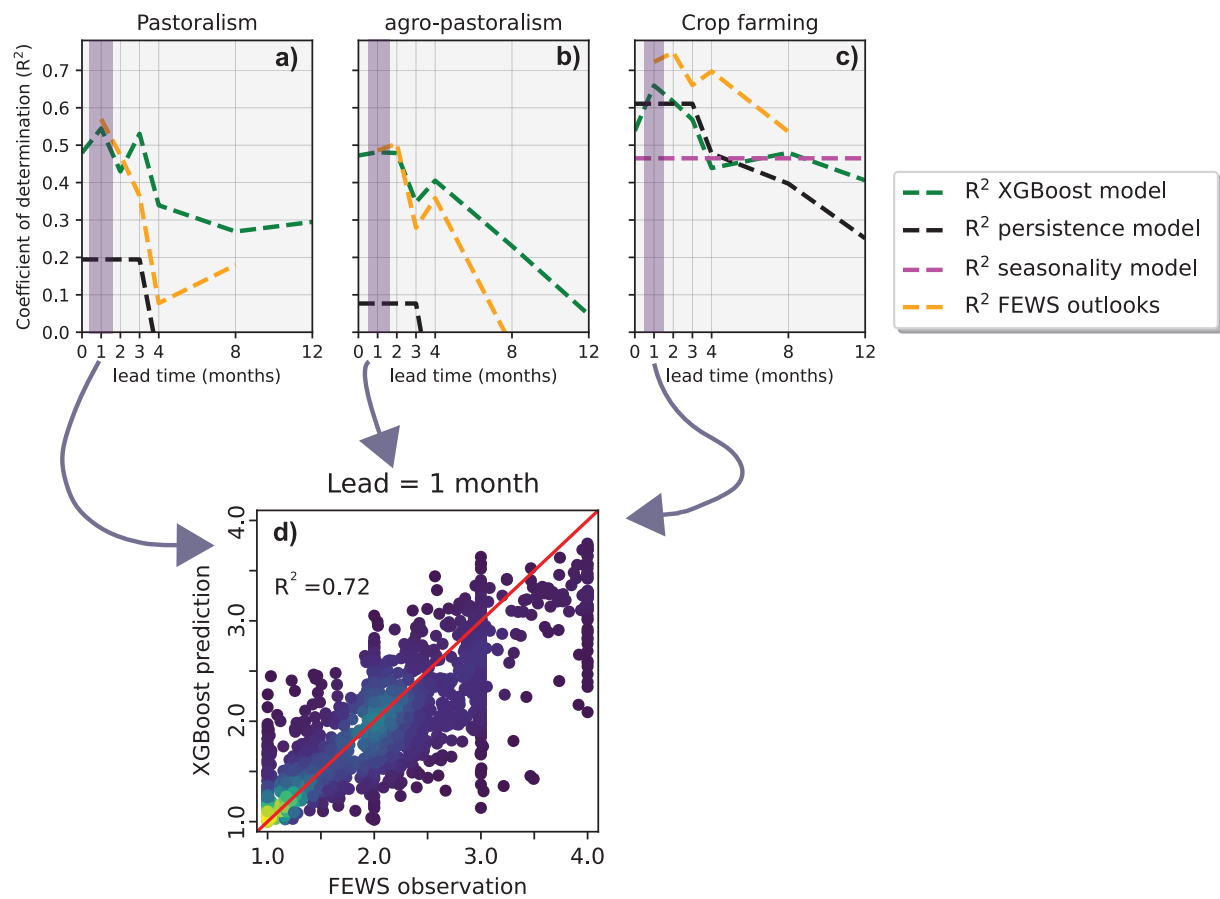 Pastoralism
agro-pastoralism
Crop farming
Coefficient of determination (R²)
0.7
0.6
0.5
0.4
0.3
0.2
0.1
0.0
a)
b)
c)
0 1 2 3 4 8 12
0 1 2 3 4 8 12
0 1 2 3 4 8 12
lead time (months)
lead time (months)
lead time (months)
R² XGBoost model
R² persistence model
R² seasonality model
R² FEWS outlooks
Lead = 1 month
d)
R² =0.72
XGBoost prediction
4.0
3.0
2.0
1.0
1.0 2.0 3.0 4.0
FEWS observation